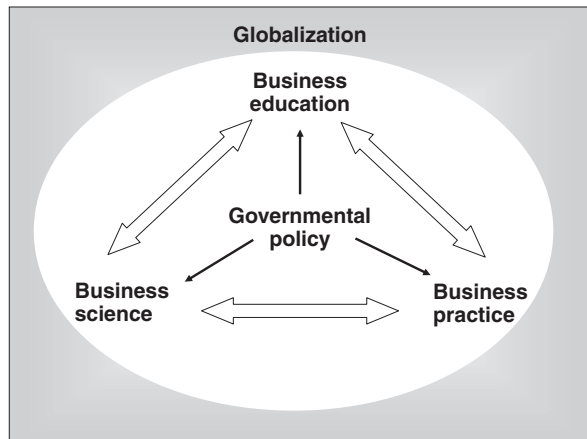 Globalization
Business
education
Governmental
policy
Business
science
Business
practice